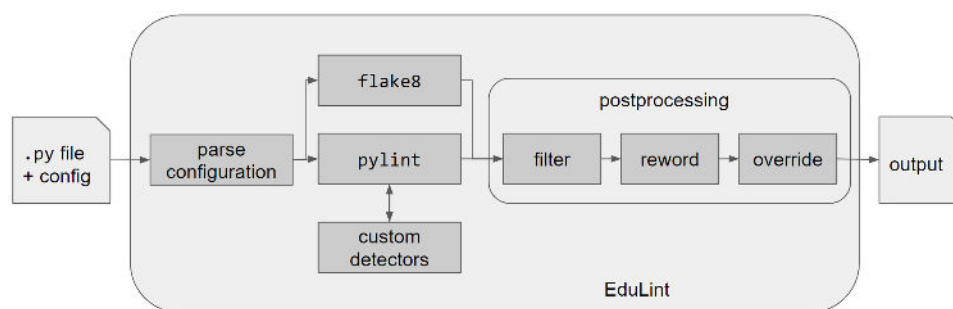 flake8
postprocessing
.py file
+ config
parse
configuration
pylint
filter
reword
override
output
custom
detectors
EduLint